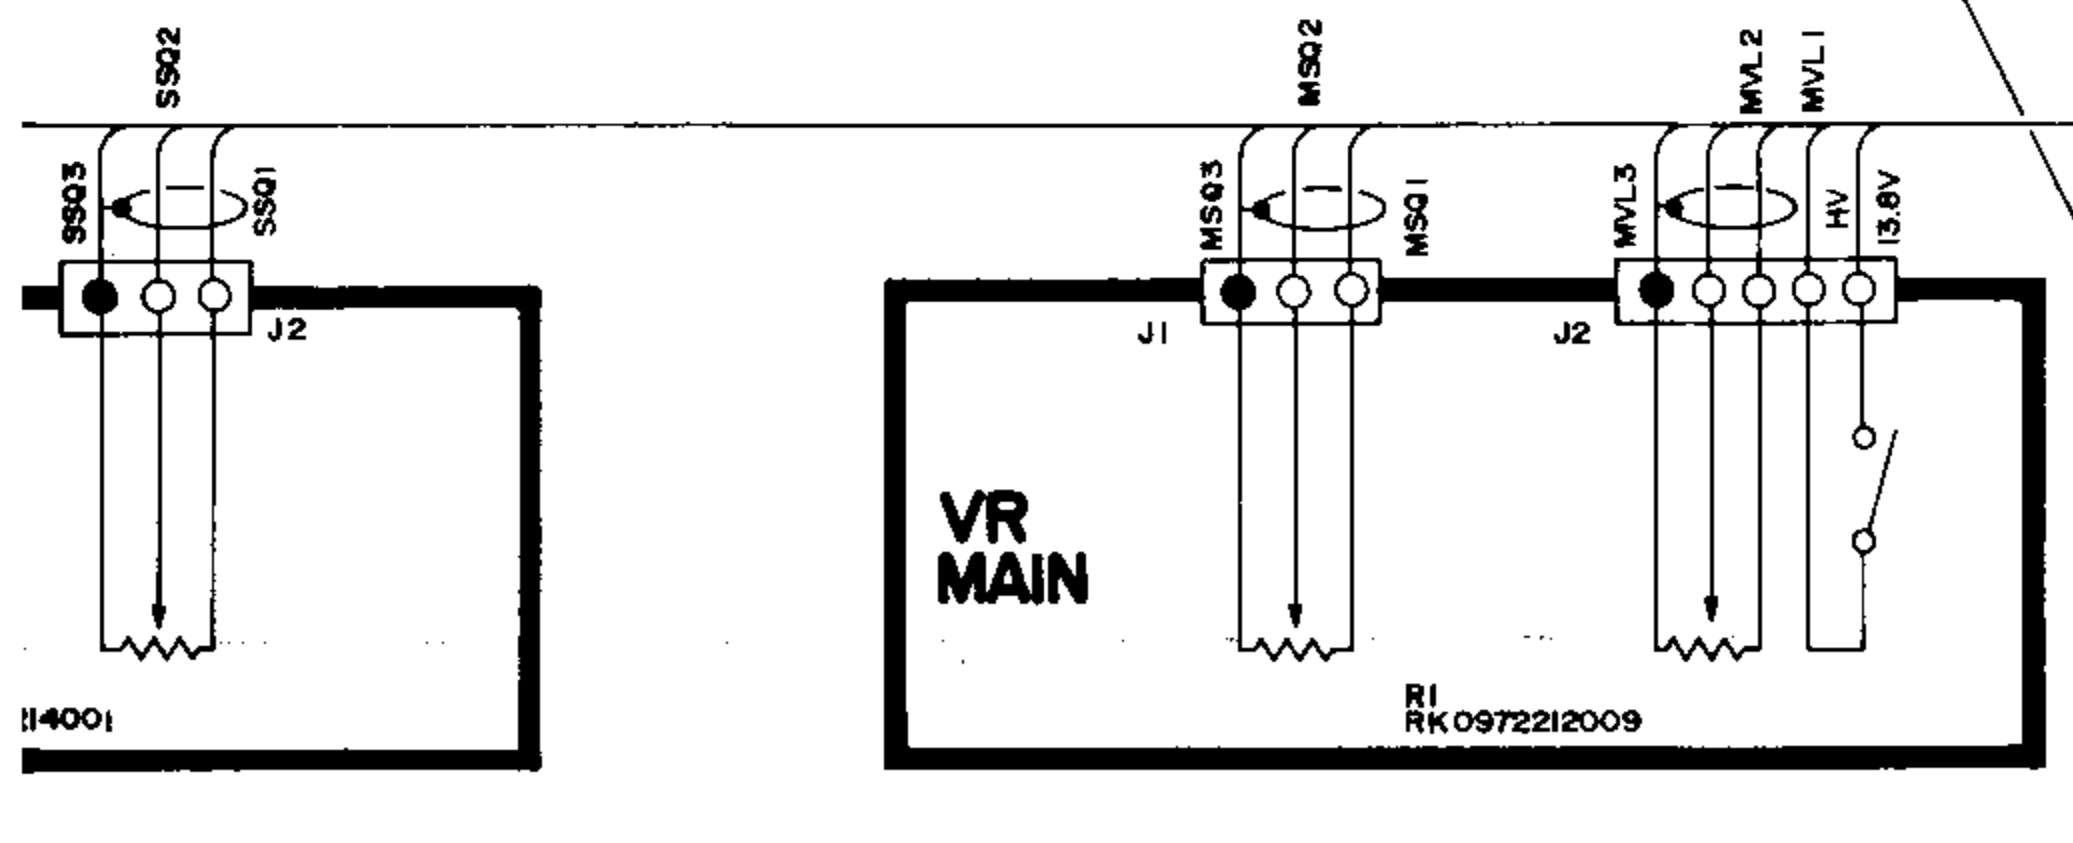 SSQ2
MSQ2
MVL2
MVL1
SSQ3
SSQ1
MSQ3
MSQ1
MVL3
HV
13.8V
J2
J1
J2
VR
MAIN
R1
RK0972212009
14001